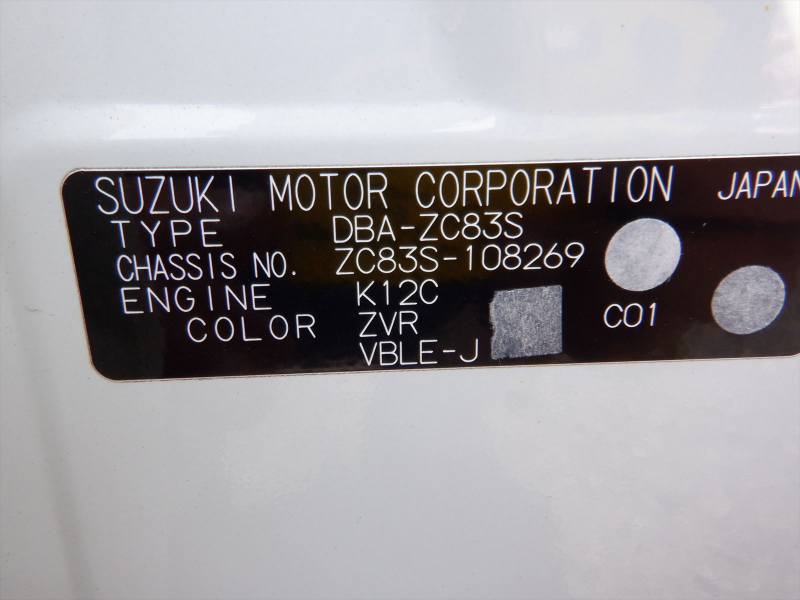 SUZUKI MOTOR CORPORATION JAPAN
TYPE DBA-ZC83S
CHASSIS NO. ZC83S-108269
ENGINE K12C
COLOR ZVR C01
VBLE-J